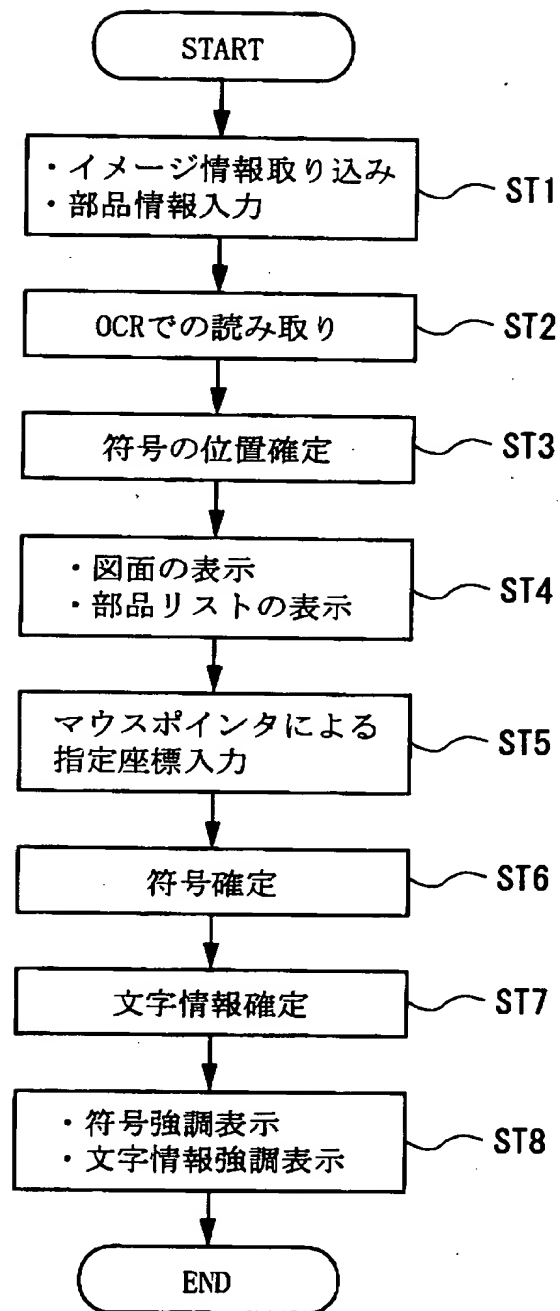 START
・イメージ情報取り込み
・部品情報入力
ST1
OCRでの読み取り
ST2
符号の位置確定
ST3
・図面の表示
・部品リストの表示
ST4
マウスポインタによる
指定座標入力
ST5
符号確定
ST6
文字情報確定
ST7
・符号強調表示
・文字情報強調表示
ST8
END